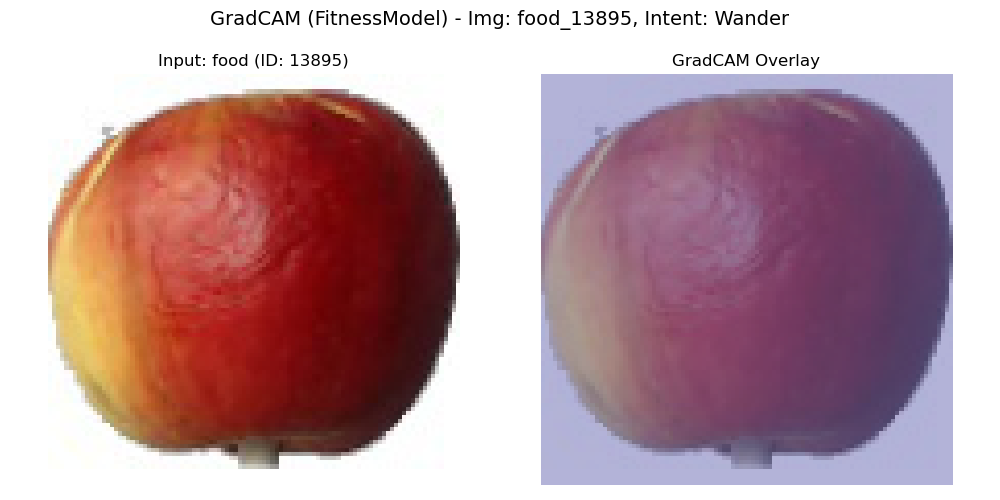 GradCAM (FitnessModel) - Img: food_13895, Intent: Wander
Input: food (ID: 13895)
GradCAM Overlay